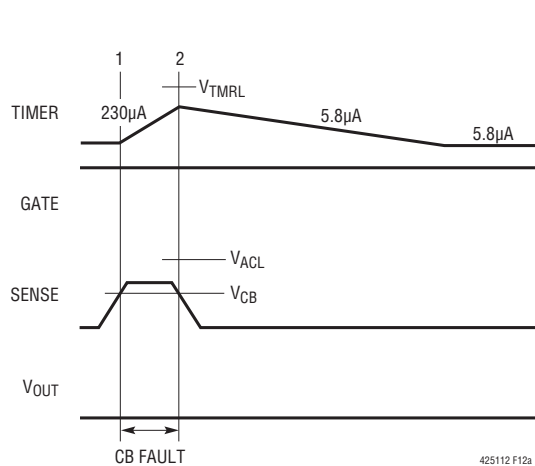 1 2
VTMRL
TIMER 230µA 5.8µA
5.8µA
GATE
VACL
SENSE VCB
VOUT
CB FAULT
425112 F12a